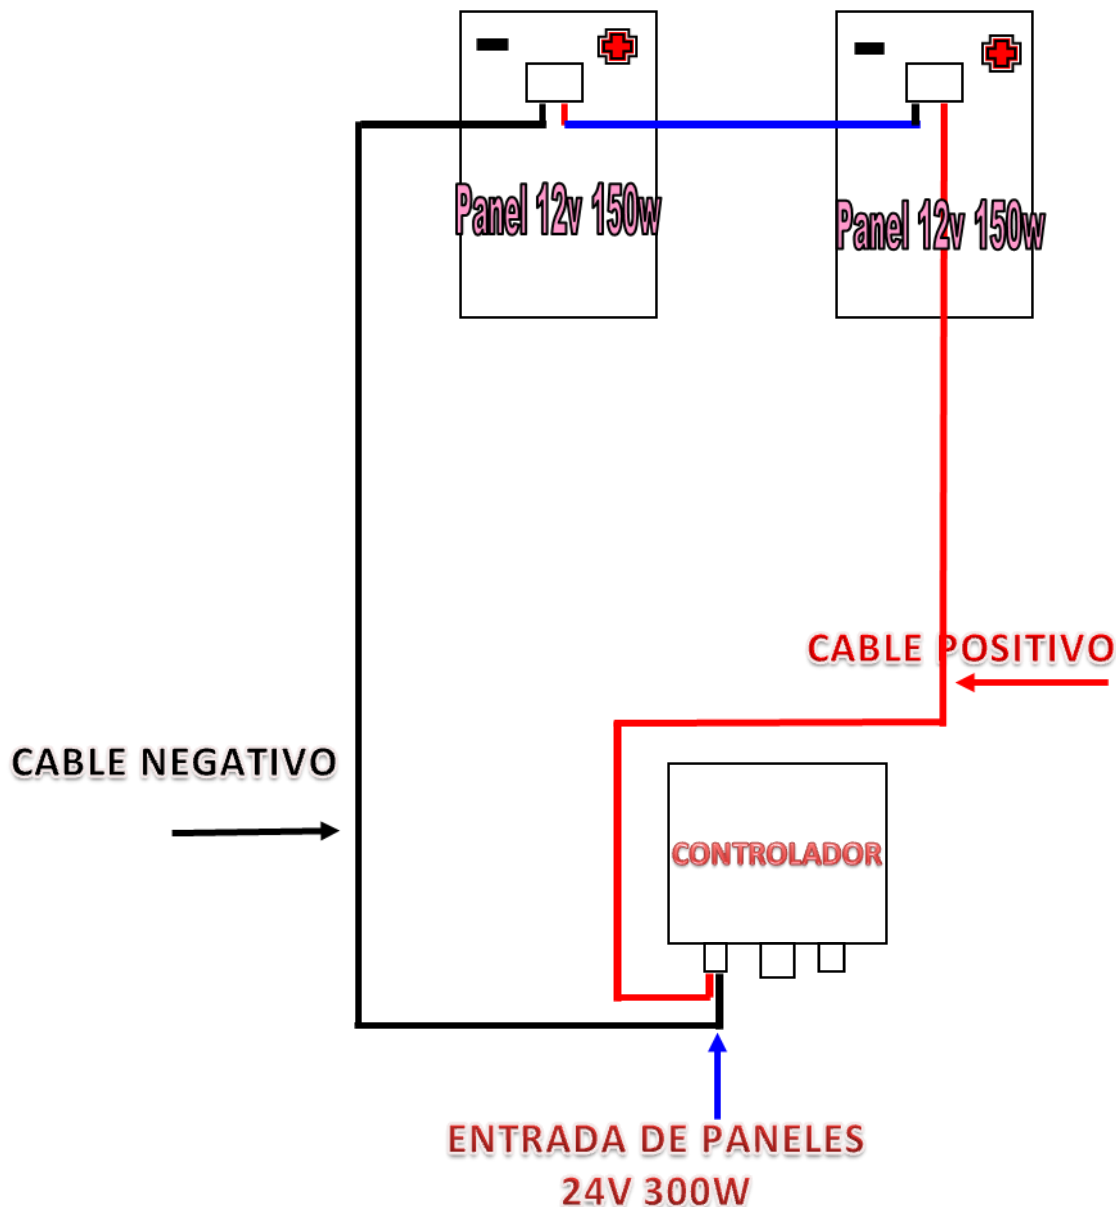 Panel 12v 150w
Panel 12v 150w
CABLE POSITIVO
CABLE NEGATIVO
CONTROLADOR
ENTRADA DE PANELES
24V 300W